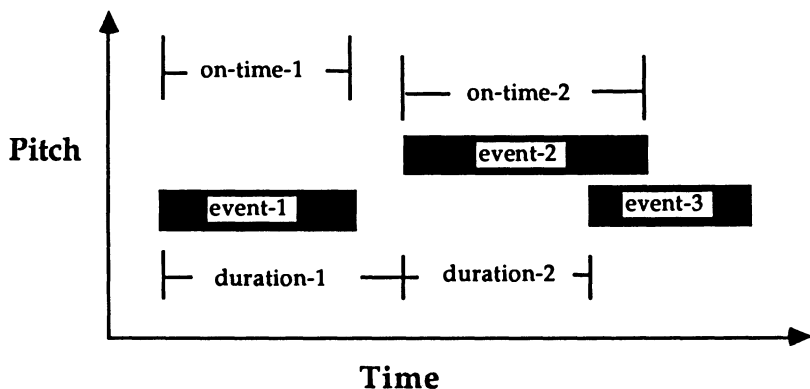 on-time-1
on-time-2
Pitch
event-2
event-1
event-3
duration-1
duration-2
Time